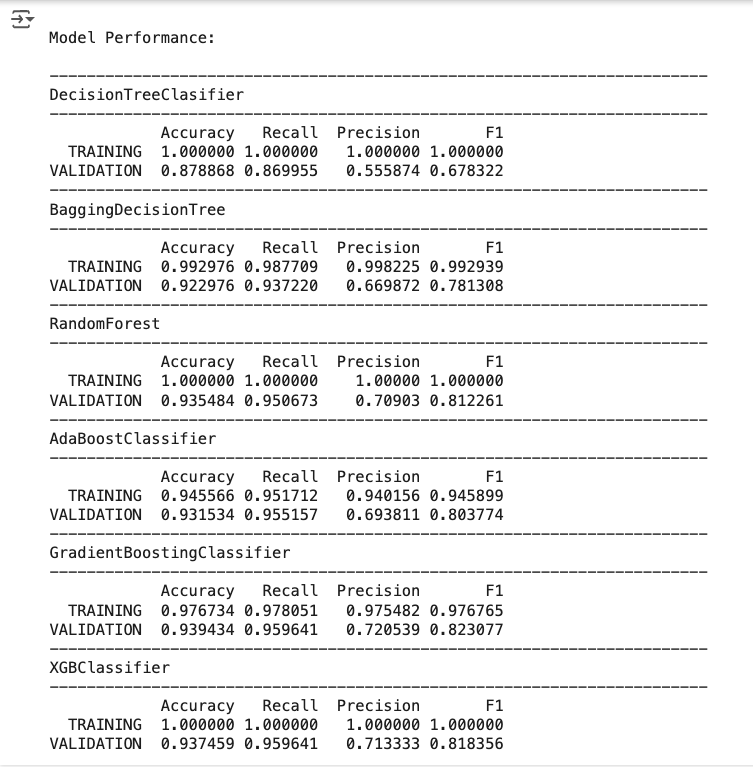 Model Performance:
-----------------------------------------------------------------------
DecisionTreeClasifier
-----------------------------------------------------------------------
Accuracy Recall Precision F1
TRAINING 1.000000 1.000000 1.000000 1.000000
VALIDATION 0.878868 0.869955 0.555874 0.678322
-----------------------------------------------------------------------
BaggingDecisionTree
-----------------------------------------------------------------------
Accuracy Recall Precision F1
TRAINING 0.992976 0.987709 0.998225 0.992939
VALIDATION 0.922976 0.937220 0.669872 0.781308
-----------------------------------------------------------------------
RandomForest
-----------------------------------------------------------------------
Accuracy Recall Precision F1
TRAINING 1.000000 1.000000 1.00000 1.000000
VALIDATION 0.935484 0.950673 0.70903 0.812261
-----------------------------------------------------------------------
AdaBoostClassifier
-----------------------------------------------------------------------
Accuracy Recall Precision F1
TRAINING 0.945566 0.951712 0.940156 0.945899
VALIDATION 0.931534 0.955157 0.693811 0.803774
-----------------------------------------------------------------------
GradientBoostingClassifier
-----------------------------------------------------------------------
Accuracy Recall Precision F1
TRAINING 0.976734 0.978051 0.975482 0.976765
VALIDATION 0.939434 0.959641 0.720539 0.823077
-----------------------------------------------------------------------
XGBClassifier
-----------------------------------------------------------------------
Accuracy Recall Precision F1
TRAINING 1.000000 1.000000 1.000000 1.000000
VALIDATION 0.937459 0.959641 0.713333 0.818356